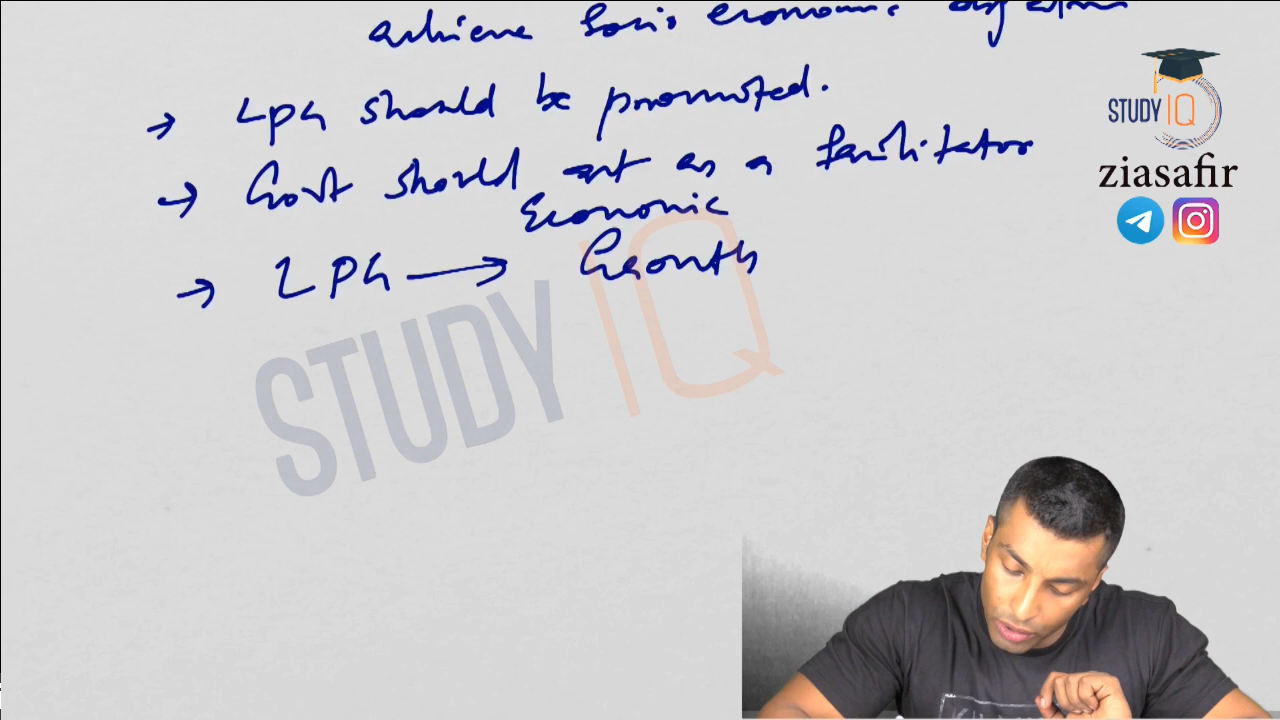 achieve Socio economic objectives
→ LPG should be promoted.
→ Govt should act as a facilitator
Economic
→ LPG → Growth
STUDY IQ
STUDY IQ
ziasafir